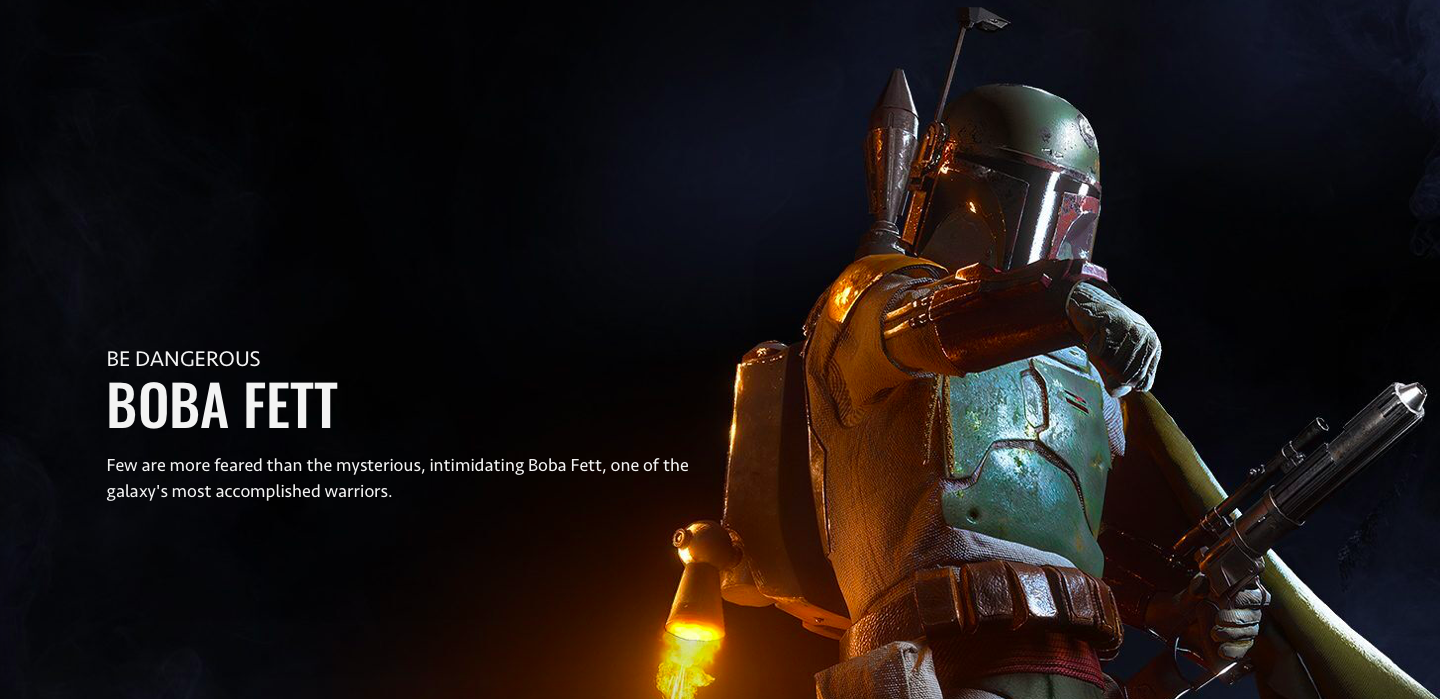 BE DANGEROUS
BOBA FETT
Few are more feared than the mysterious, intimidating Boba Fett, one of the
galaxy's most accomplished warriors.